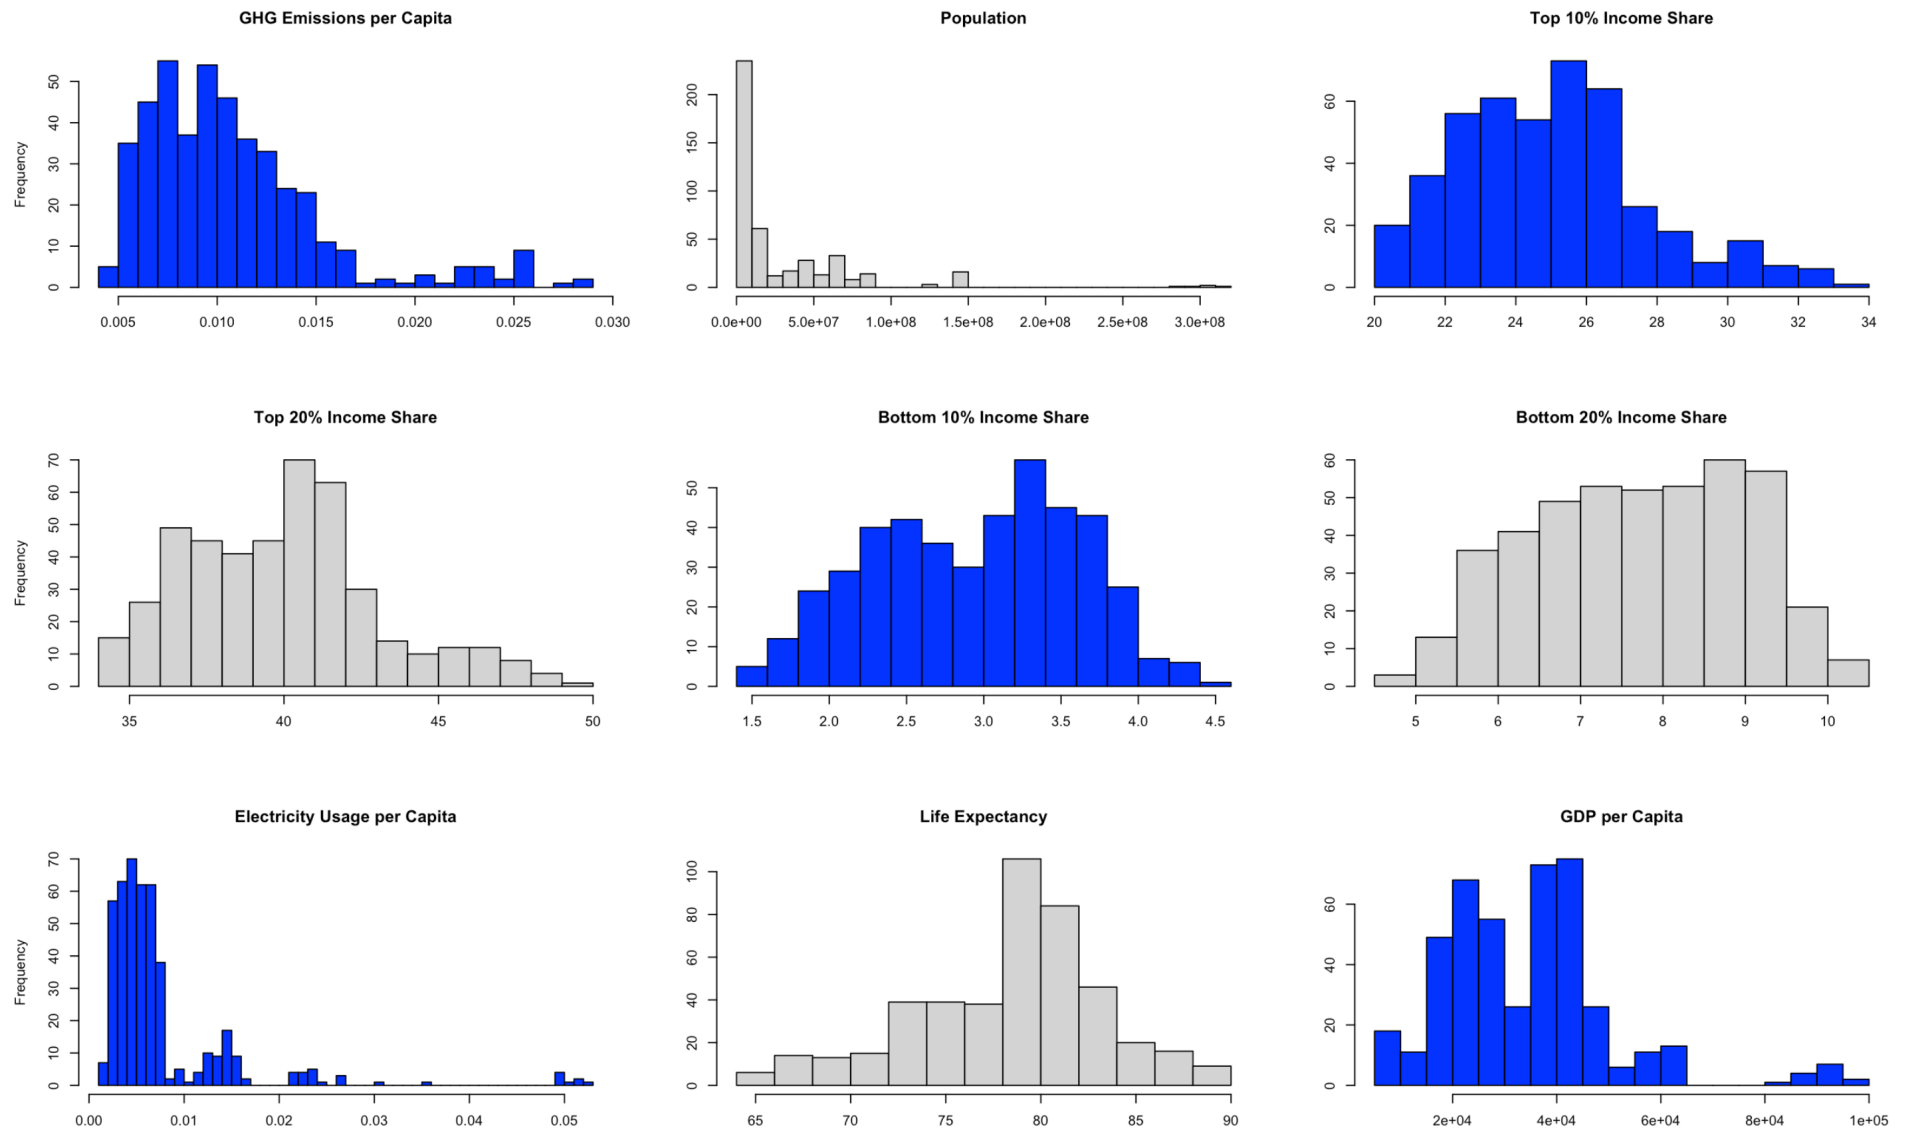 GHG Emissions per Capita
Population
Top 10% Income Share
Frequency
0 10 20 30 40 50
0.005 0.010 0.015 0.020 0.025 0.030
0 50 100 150 200
0.0e+00 5.0e+07 1.0e+08 1.5e+08 2.0e+08 2.5e+08 3.0e+08
0 20 40 60
20 22 24 26 28 30 32 34
Top 20% Income Share
Bottom 10% Income Share
Bottom 20% Income Share
Frequency
0 10 20 30 40 50 60 70
35 40 45 50
0 10 20 30 40 50
1.5 2.0 2.5 3.0 3.5 4.0 4.5
0 10 20 30 40 50 60
5 6 7 8 9 10
Electricity Usage per Capita
Life Expectancy
GDP per Capita
Frequency
0 10 20 30 40 50 60 70
0.00 0.01 0.02 0.03 0.04 0.05
0 20 40 60 80 100
65 70 75 80 85 90
0 20 40 60
2e+04 4e+04 6e+04 8e+04 1e+05